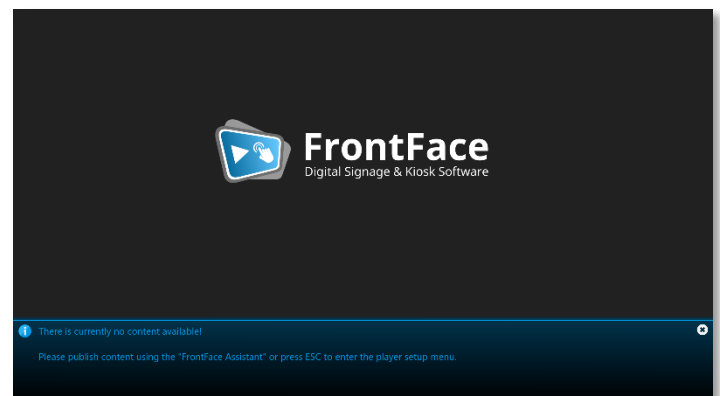 FrontFace
Digital Signage & Kiosk Software
There is currently no content available!
Please publish content using the "FrontFace Assistant" or press ESC to enter the player setup menu.